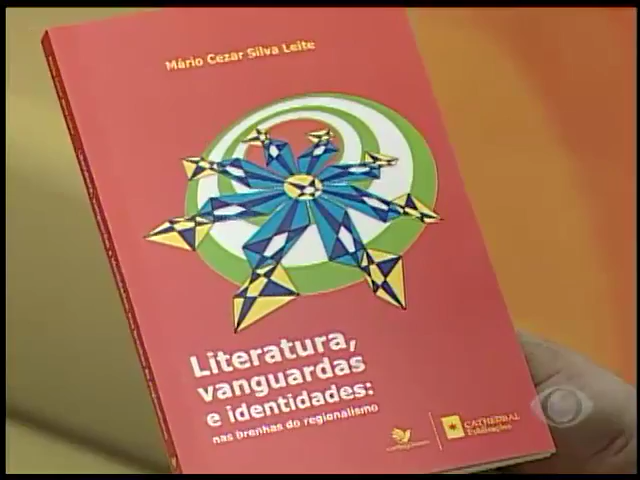 Mário Cezar Silva Leite
Literatura,
vanguardas
e identidades:
nas brenhas do regionalismo
CATHEDRAL
Publicações